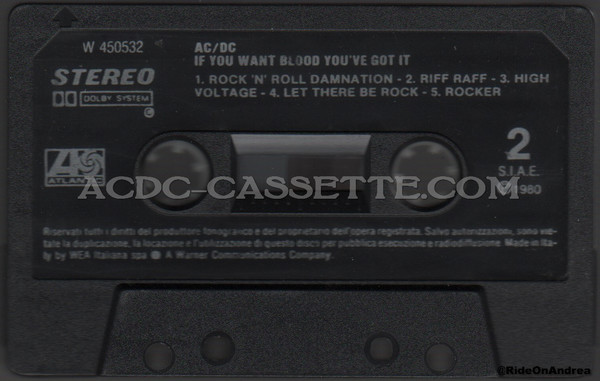 W 450532
AC/DC
IF YOU WANT BLOOD YOU'VE GOT IT
STEREO
DOLBY SYSTEM
1. ROCK 'N' ROLL DAMNATION - 2. RIFF RAFF - 3. HIGH
VOLTAGE - 4. LET THERE BE ROCK - 5. ROCKER
2
S.I.A.E.
℗ 1980
ATLANTIC
ACDC-CASSETTE.COM
Riservati tutti i diritti del produttore fonografico e del proprietario dell'opera registrata. Salvo autorizzazioni, sono vie-
tate la duplicazione, la locazione e l'utilizzazione di questo disco per pubblica esecuzione e radiodiffusione. Made in Ita-
ly by WEA Italiana spa ℗ A Warner Communications Company.
©RideOnAndrea